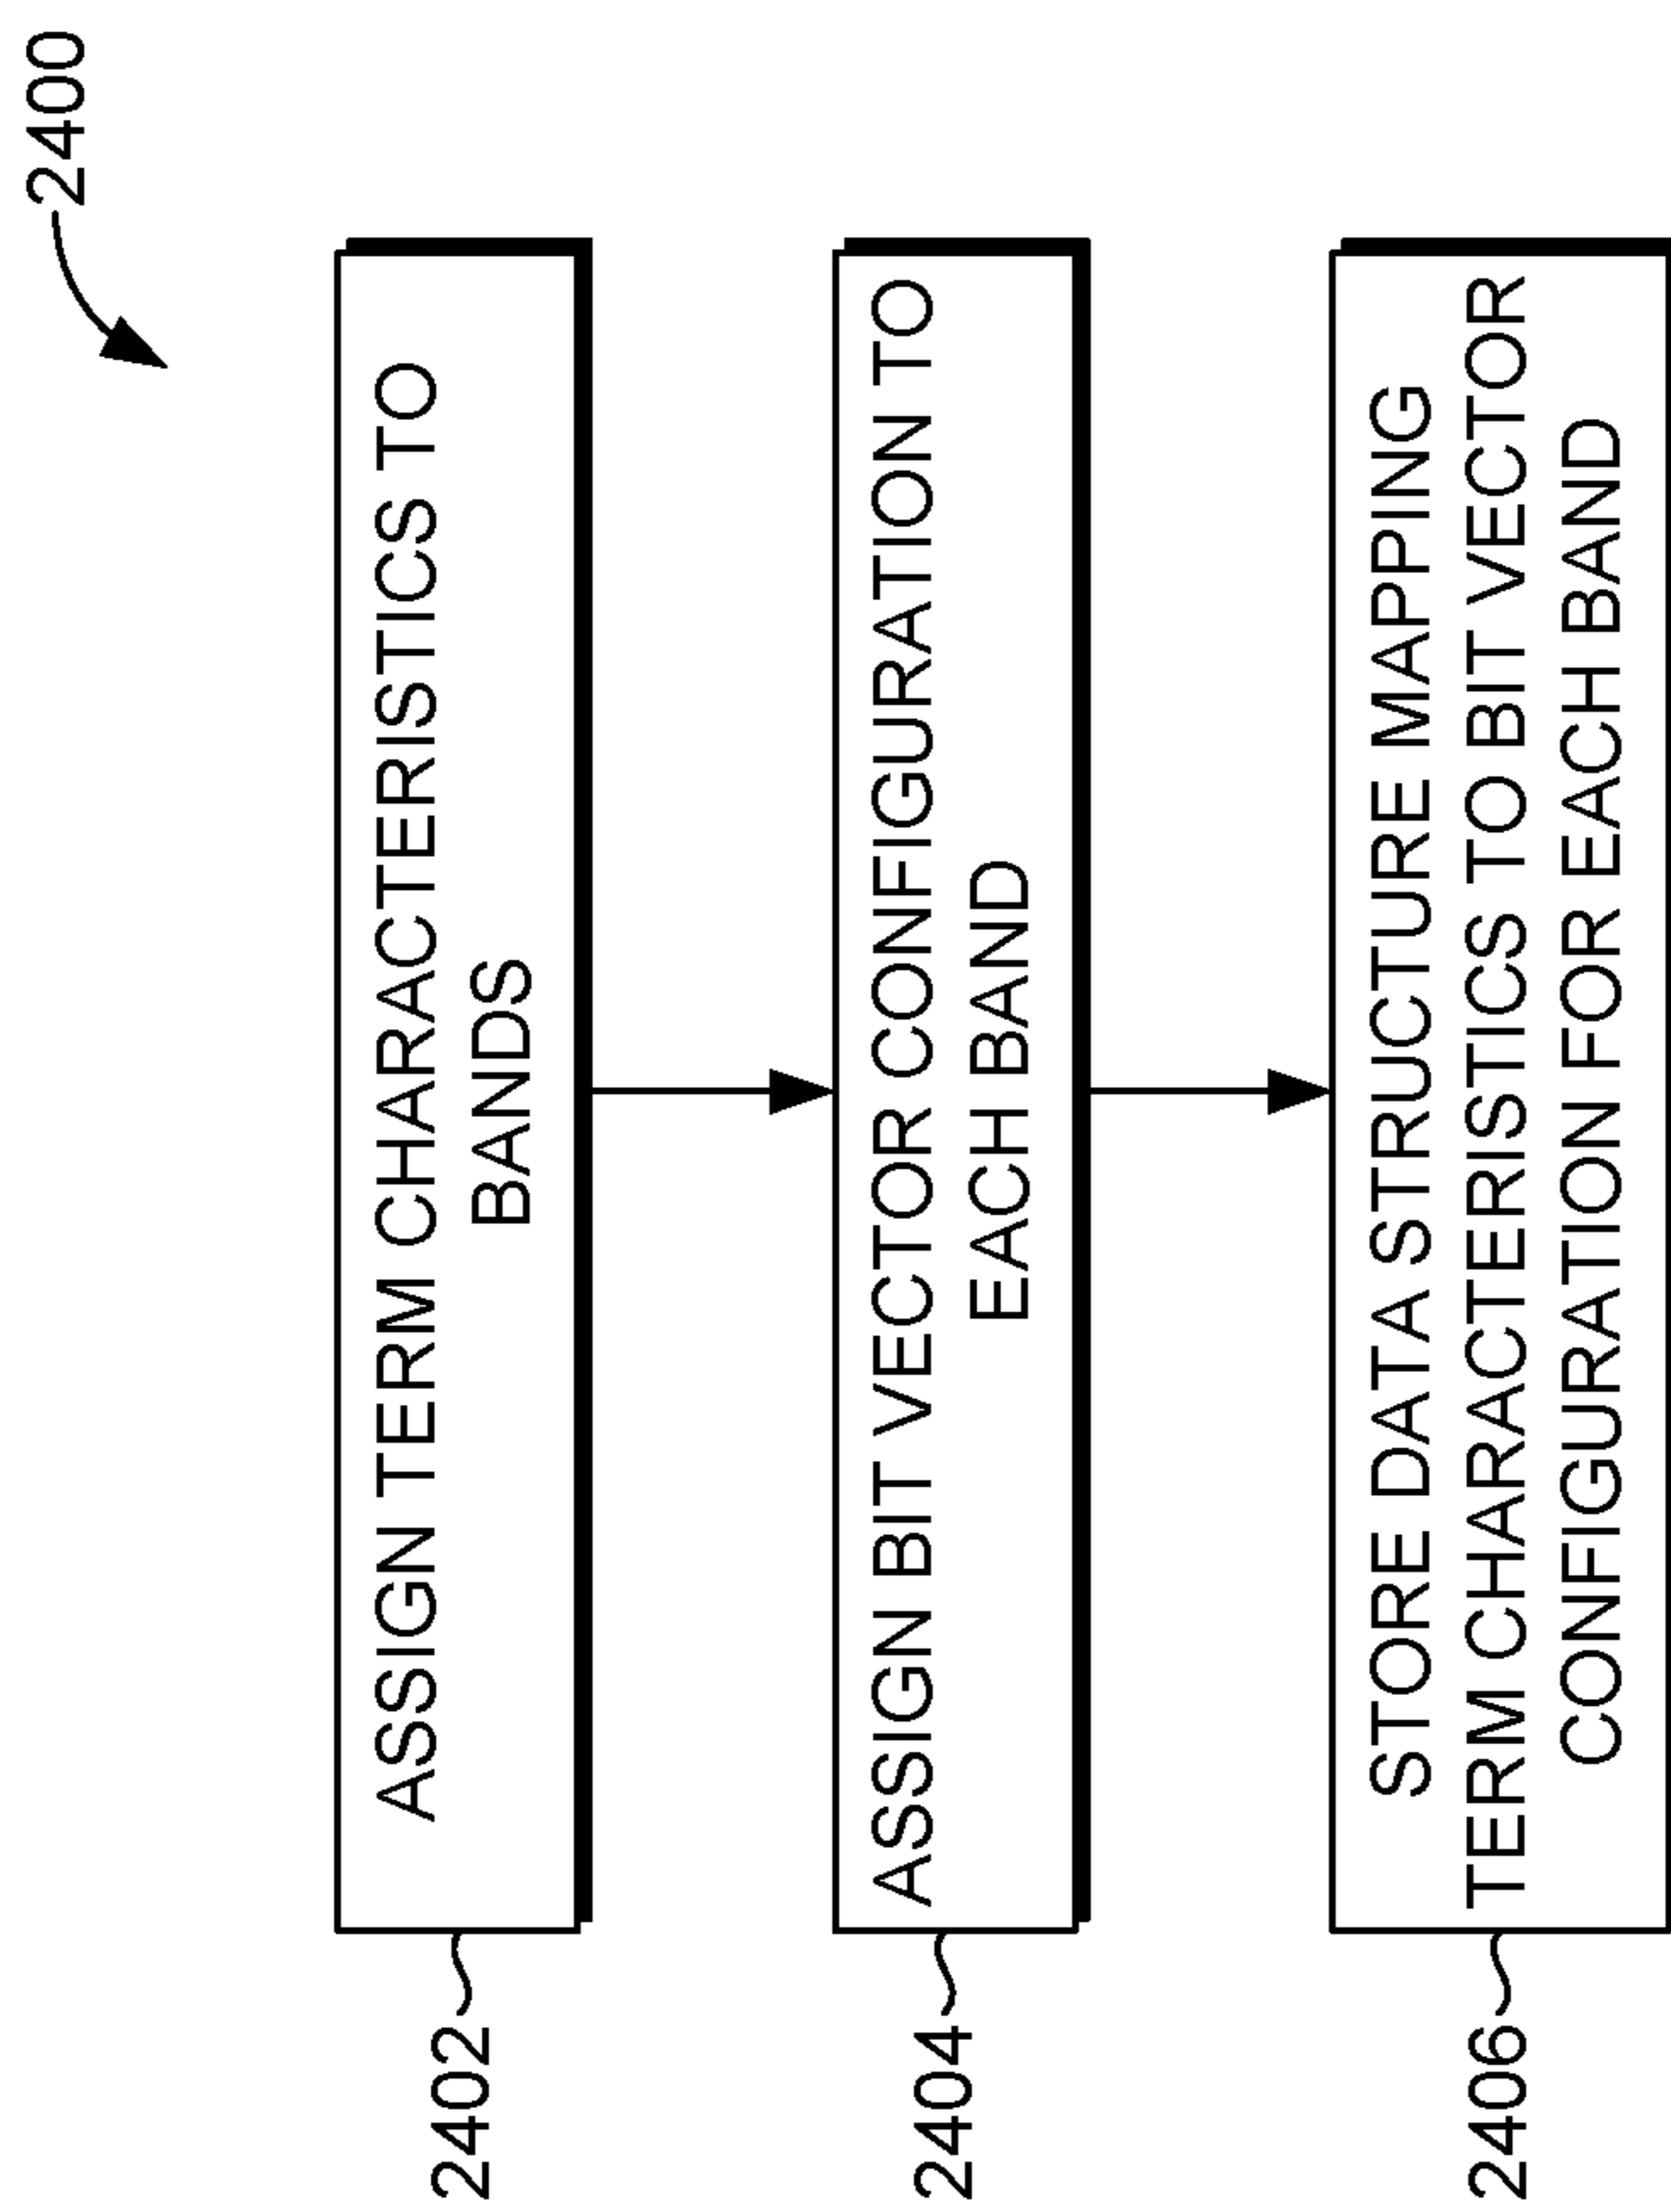 2400
2402
ASSIGN TERM CHARACTERISTICS TO
BANDS
2404
ASSIGN BIT VECTOR CONFIGURATION TO
EACH BAND
2406
STORE DATA STRUCTURE MAPPING
TERM CHARACTERISTICS TO BIT VECTOR
CONFIGURATION FOR EACH BAND